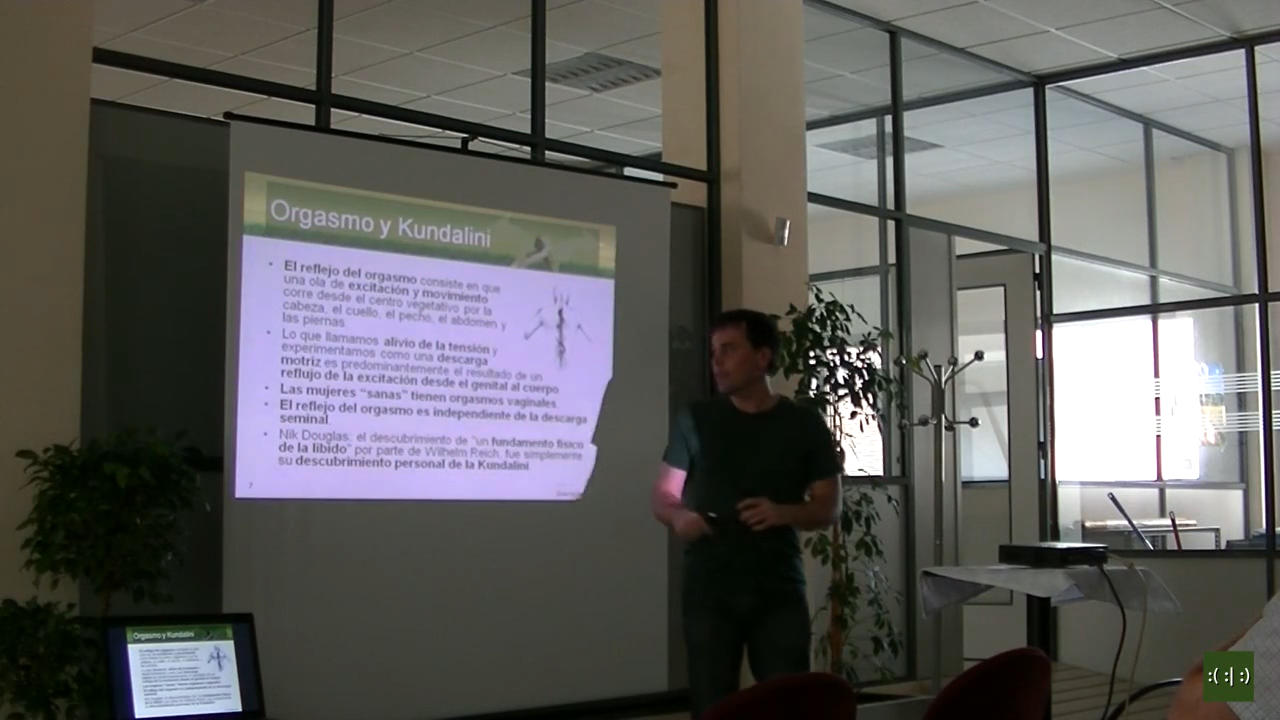 Orgasmo y Kundalini
• El reflejo del orgasmo consiste en que
una ola de excitación y movimiento
corre desde el centro vegetativo por la
cabeza, el cuello, el pecho, el abdomen y
las piernas.
• Lo que llamamos alivio de la tensión y
experimentamos como una descarga
motriz es predominantemente el resultado de un
reflujo de la excitación desde el genital al cuerpo
• Las mujeres “sanas” tienen orgasmos vaginales.
• El reflejo del orgasmo es independiente de la descarga
seminal.
• Nik Douglas: el descubrimiento de “un fundamento físico
de la libido” por parte de Wilhelm Reich, fue simplemente
su descubrimiento personal de la Kundalini.
7
Orgasmo y Kundalini
:(:|:)